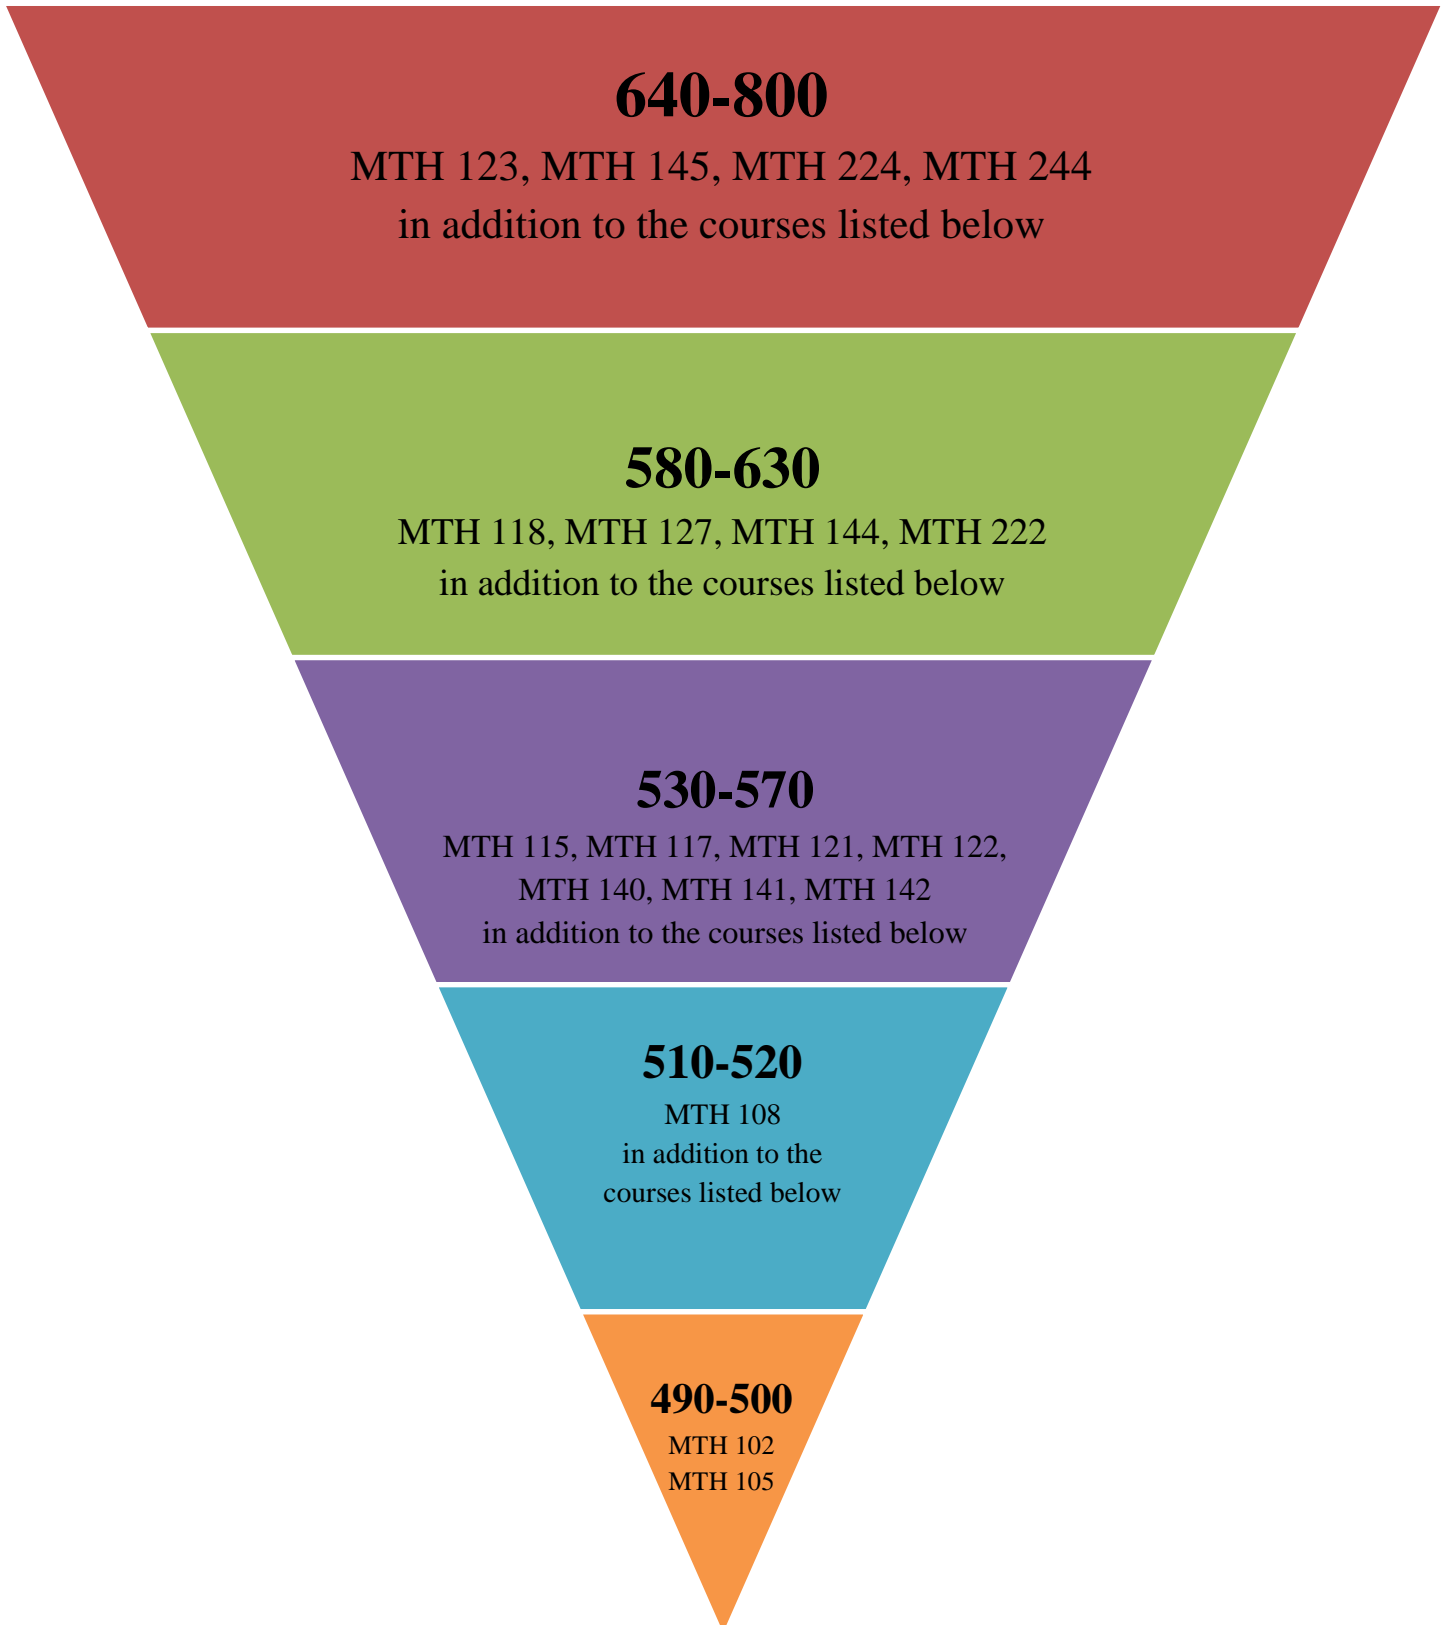 640-800
MTH 123, MTH 145, MTH 224, MTH 244
in addition to the courses listed below
580-630
MTH 118, MTH 127, MTH 144, MTH 222
in addition to the courses listed below
530-570
MTH 115, MTH 117, MTH 121, MTH 122,
MTH 140, MTH 141, MTH 142
in addition to the courses listed below
510-520
MTH 108
in addition to the
courses listed below
490-500
MTH 102
MTH 105